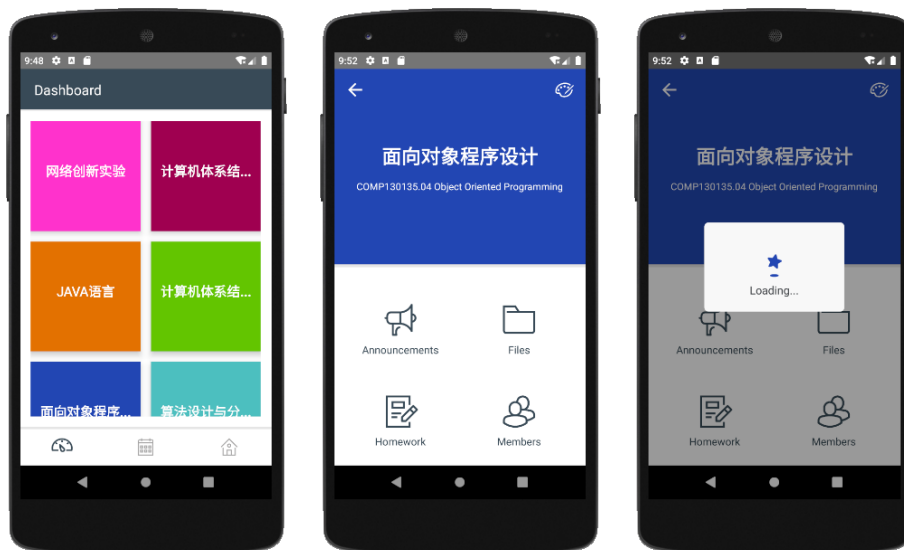 9:48
Dashboard
网络创新实验
计算机体系结...
JAVA语言
计算机体系结...
面向对象程序...
算法设计与分...
9:52
面向对象程序设计
COMP130135.04 Object Oriented Programming
Announcements
Files
Homework
Members
9:52
面向对象程序设计
COMP130135.04 Object Oriented Programming
Loading...
Announcements
Files
Homework
Members